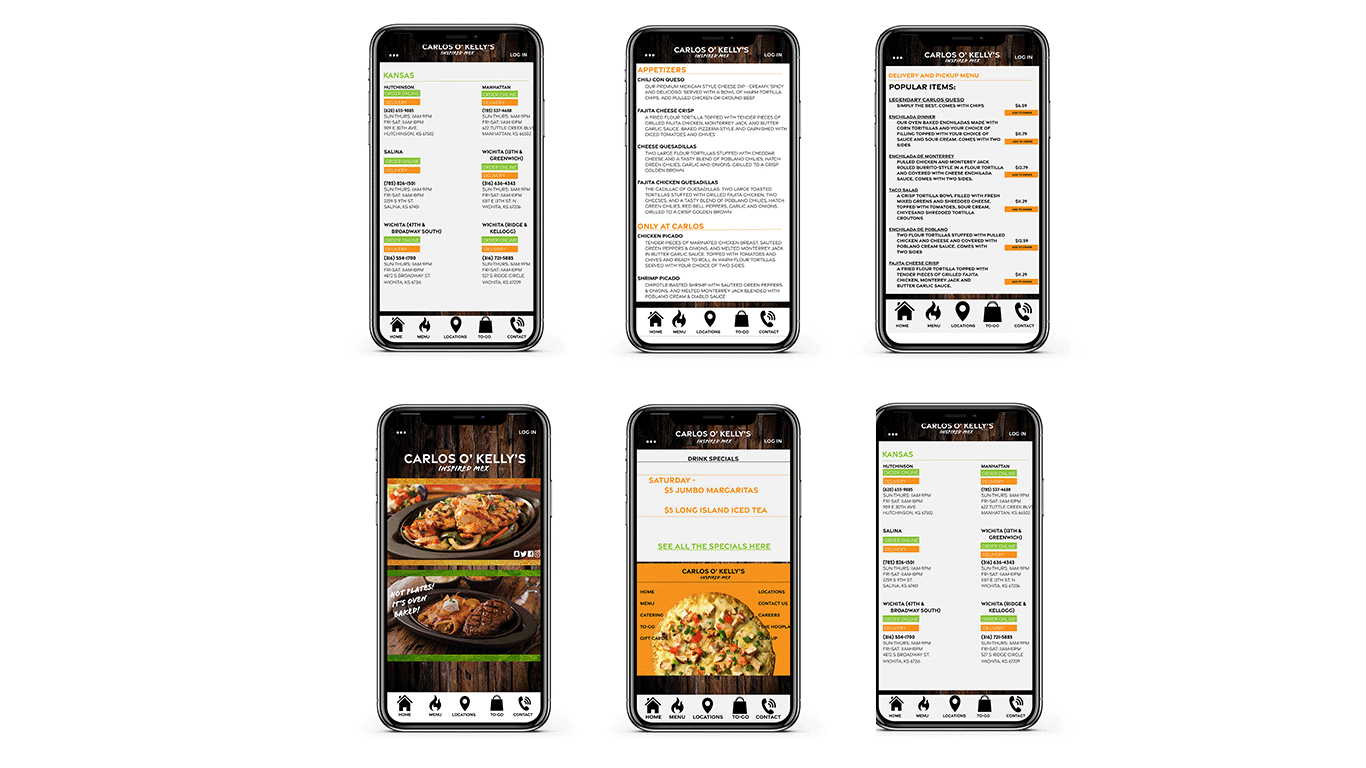 CARLOS O' KELLY'S
INSPIRED MEX
LOG IN
KANSAS
HUTCHINSON
ORDER ONLINE
DELIVERY
(620) 655-9085
SUN-THURS: 11AM-9PM
FRI-SAT: 11AM-10PM
909 E 30TH AVE.
HUTCHINSON, KS 67502
MANHATTAN
ORDER ONLINE
DELIVERY
(785) 537-4688
SUN-THURS: 11AM-9PM
FRI-SAT: 11AM-10PM
622 TUTTLE CREEK BLV
MANHATTAN, KS 66502
SALINA
ORDER ONLINE
DELIVERY
(785) 826-1501
SUN-THURS: 11AM-9PM
FRI-SAT: 11AM-10PM
2259 S 9TH ST.
SALINA, KS 67401
WICHITA (13TH &
GREENWICH)
ORDER ONLINE
DELIVERY
(316) 636-4343
SUN-THURS: 11AM-9PM
FRI-SAT: 11AM-10PM
WICHITA, KS 67206
WICHITA (47TH &
BROADWAY SOUTH)
ORDER ONLINE
DELIVERY
(316) 554-1700
SUN-THURS: 11AM-9PM
FRI-SAT: 11AM-10PM
4872 S BROADWAY ST.
WICHITA, KS 67216
WICHITA (RIDGE &
KELLOGG)
ORDER ONLINE
DELIVERY
(316) 721-5885
SUN-THURS: 11AM-9PM
FRI-SAT: 11AM-10PM
527 S RIDGE CIRCLE
WICHITA, KS 67209
HOME MENU LOCATIONS TO-GO CONTACT
CARLOS O' KELLY'S
INSPIRED MEX
LOG IN
APPETIZERS
CHILI CON QUESO
OUR PREMIUM MEXICAN-STYLE CHEESE DIP - CREAMY, SPICY
AND DELICIOSO. SERVED WITH A BOWL OF WARM TORTILLA
CHIPS. ADD PULLED CHICKEN OR GROUND BEEF
FAJITA CHEESE CRISP
A FRIED FLOUR TORTILLA TOPPED WITH TENDER PIECES OF
GRILLED FAJITA CHICKEN, MONTERREY JACK, AND BUTTER
GARLIC SAUCE. BAKED PIZZERIA-STYLE AND GARNISHED WITH
DICED TOMATOES AND CHIVES
CHEESE QUESADILLAS
TWO LARGE FLOUR TORTILLAS STUFFED WITH CHEDDAR
CHEESE AND A TASTY BLEND OF POBLANO CHILIES, HATCH
GREEN CHILIES, GARLIC AND ONIONS. GRILLED TO A CRISP
GOLDEN BROWN
FAJITA CHICKEN QUESADILLAS
THE CADILLAC OF QUESADILLAS. TWO LARGE TOASTED
TORTILLAS STUFFED WITH GRILLED FAJITA CHICKEN, TWO
CHEESES, AND A TASTY BLEND OF POBLANO CHILIES, HATCH
GREEN CHILIES, RED BELL PEPPERS, GARLIC AND ONIONS.
GRILLED TO A CRISP GOLDEN BROWN
ONLY AT CARLOS
CHICKEN PICADO
TENDER PIECES OF MARINATED CHICKEN BREAST, SAUTEED
GREEN PEPPERS & ONIONS, AND MELTED MONTERREY JACK
IN BUTTER GARLIC SAUCE. TOPPED WITH TOMATOES AND
CHIVES AND READY TO ROLL IN WARM FLOUR TORTILLAS.
SERVED WITH YOUR CHOICE OF TWO SIDES
SHRIMP PICADO
CHIPOTLE-BASTED SHRIMP WITH SAUTEED GREEN PEPPERS
& ONIONS, AND MELTED MONTERREY JACK BLENDED WITH
POBLANO CREAM & DIABLO SAUCE
HOME MENU LOCATIONS TO-GO CONTACT
CARLOS O' KELLY'S
INSPIRED MEX
LOG IN
DELIVERY AND PICKUP MENU
POPULAR ITEMS:
LEGENDARY CARLOS QUESO
SIMPLY THE BEST. COMES WITH CHIPS $6.59
ADD TO ORDER
ENCHILADA DINNER
OUR OVEN BAKED ENCHILADAS MADE WITH
CORN TORTILLAS AND YOUR CHOICE OF
FILLING TOPPED WITH YOUR CHOICE OF $11.79
SAUCE AND SOUR CREAM. COMES WITH TWO
SIDES
ADD TO ORDER
ENCHILADA DE MONTERREY
PULLED CHICKEN AND MONTEREY JACK
ROLLED BURRITO-STYLE IN A FLOUR TORTILLA $12.79
AND COVERED WITH CHEESE ENCHILADA
SAUCE. COMES WITH TWO SIDES.
ADD TO ORDER
TACO SALAD
A CRISP TORTILLA BOWL FILLED WITH FRESH
MIXED GREENS AND SHREDDED CHEESE. $11.29
TOPPED WITH TOMATOES, SOUR CREAM,
CHIVESAND SHREDDED TORTILLA
CROUTONS
ADD TO ORDER
ENCHILADA DE POBLANO
TWO FLOUR TORTILLAS STUFFED WITH PULLED
CHICKEN AND CHEESE AND COVERED WITH $12.59
POBLANO CREAM SAUCE. COMES WITH
TWO SIDES
ADD TO ORDER
FAJITA CHEESE CRISP
A FRIED FLOUR TORTILLA TOPPED WITH
TENDER PIECES OF GRILLED FAJITA $11.29
CHICKEN, MONTERREY JACK AND
BUTTER GARLIC SAUCE.
ADD TO ORDER
HOME MENU LOCATIONS TO-GO CONTACT
LOG IN
CARLOS O' KELLY'S
INSPIRED MEX
HOT PLATES!
IT'S OVEN
BAKED!
HOME MENU LOCATIONS TO-GO CONTACT
CARLOS O' KELLY'S
INSPIRED MEX
LOG IN
DRINK SPECIALS
SATURDAY -
$5 JUMBO MARGARITAS
$5 LONG ISLAND ICED TEA
SEE ALL THE SPECIALS HERE
CARLOS O' KELLY'S
INSPIRED MEX
HOME LOCATIONS
MENU CONTACT US
CATERING CAREERS
TO-GO HOOPLA
GIFT CARDS UP
HOME MENU LOCATIONS TO-GO CONTACT
CARLOS O' KELLY'S
INSPIRED MEX
LOG IN
KANSAS
HUTCHINSON
ORDER ONLINE
DELIVERY
(620) 655-9085
SUN-THURS: 11AM-9PM
FRI-SAT: 11AM-10PM
909 E 30TH AVE.
HUTCHINSON, KS 67502
MANHATTAN
ORDER ONLINE
DELIVERY
(785) 537-4688
SUN-THURS: 11AM-9PM
FRI-SAT: 11AM-10PM
622 TUTTLE CREEK BLV
MANHATTAN, KS 66502
SALINA
ORDER ONLINE
DELIVERY
(785) 826-1501
SUN-THURS: 11AM-9PM
FRI-SAT: 11AM-10PM
2259 S 9TH ST.
SALINA, KS 67401
WICHITA (13TH &
GREENWICH)
ORDER ONLINE
DELIVERY
(316) 636-4343
SUN-THURS: 11AM-9PM
FRI-SAT: 11AM-10PM
WICHITA, KS 67206
WICHITA (47TH &
BROADWAY SOUTH)
ORDER ONLINE
DELIVERY
(316) 554-1700
SUN-THURS: 11AM-9PM
FRI-SAT: 11AM-10PM
4872 S BROADWAY ST.
WICHITA, KS 67216
WICHITA (RIDGE &
KELLOGG)
ORDER ONLINE
DELIVERY
(316) 721-5885
SUN-THURS: 11AM-9PM
FRI-SAT: 11AM-10PM
527 S RIDGE CIRCLE
WICHITA, KS 67209
HOME MENU LOCATIONS TO-GO CONTACT